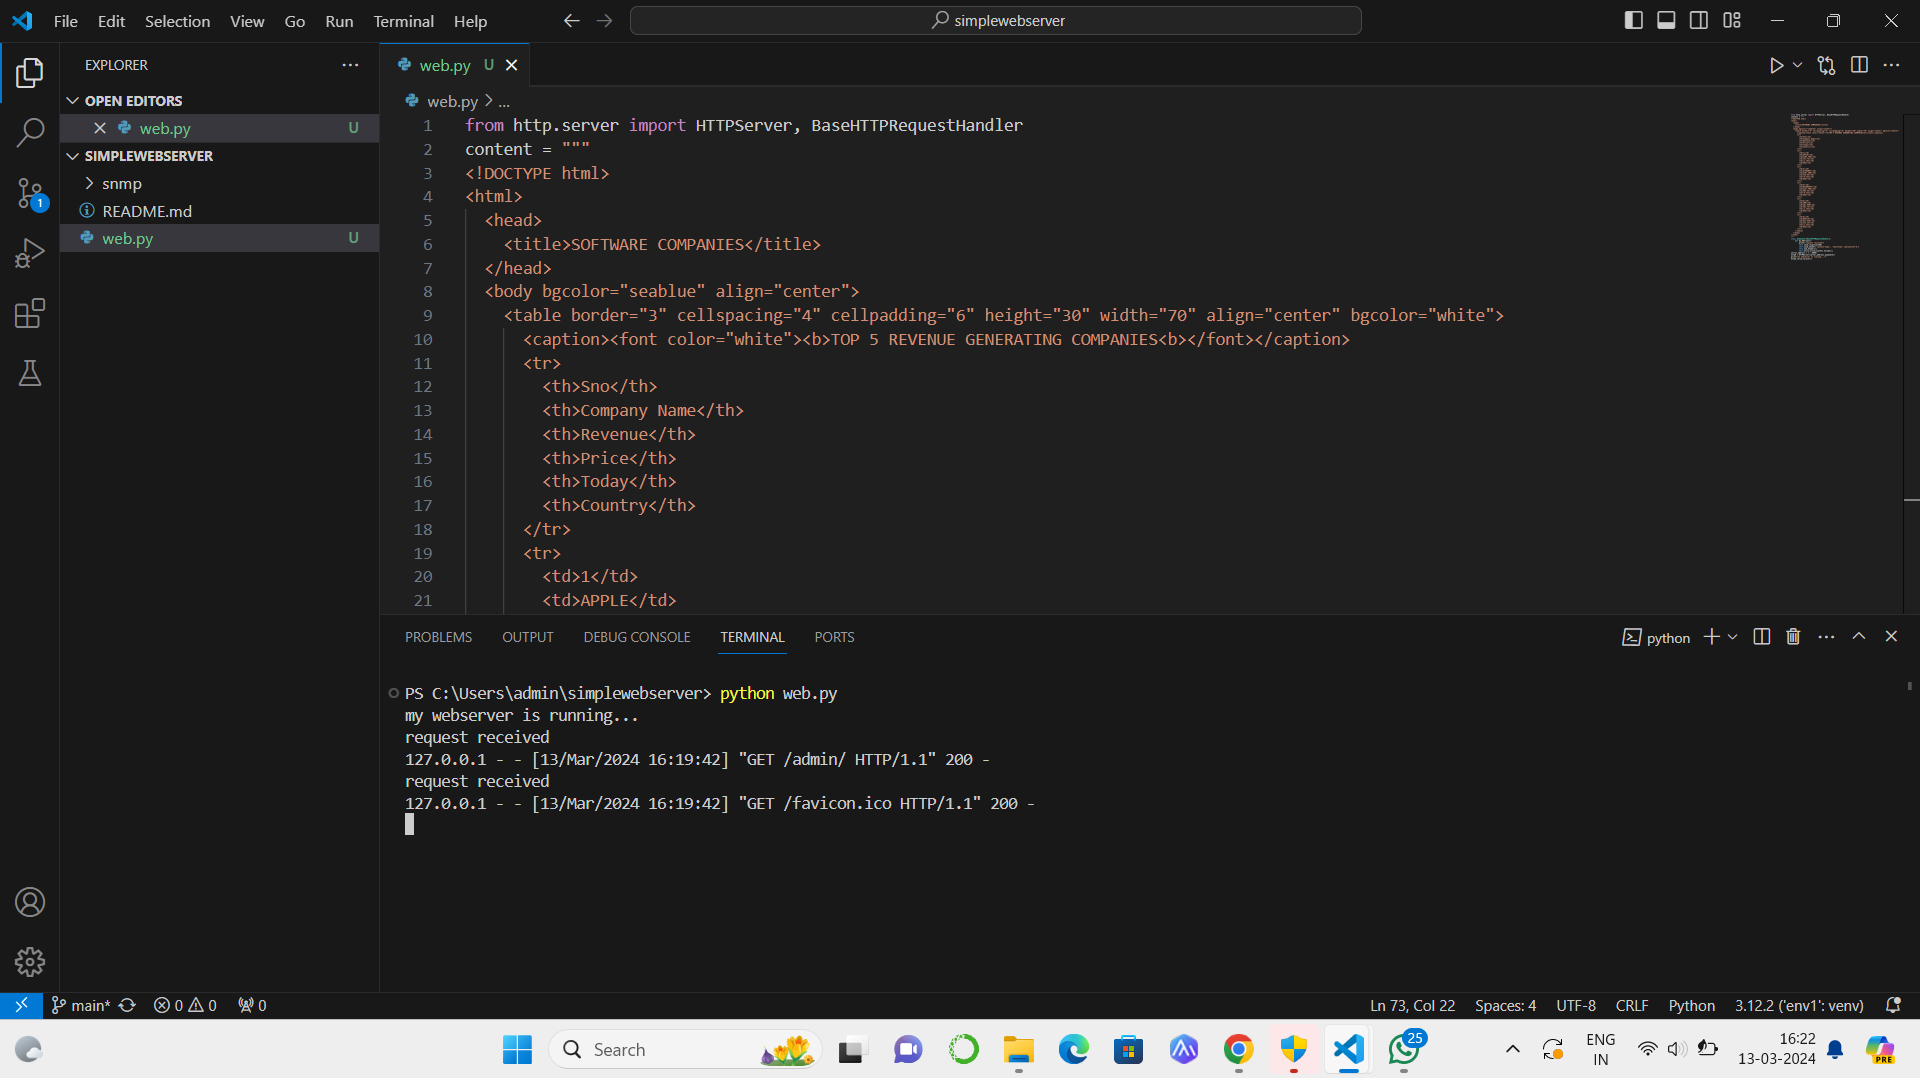 File Edit Selection View Go Run Terminal Help
simplewebserver
EXPLORER
OPEN EDITORS
web.py U
SIMPLEWEBSERVER
snmp
README.md
web.py U
web.py U
web.py > ...
1 from http.server import HTTPServer, BaseHTTPRequestHandler
2 content = """
3 <!DOCTYPE html>
4 <html>
5 <head>
6 <title>SOFTWARE COMPANIES</title>
7 </head>
8 <body bgcolor="seablue" align="center">
9 <table border="3" cellspacing="4" cellpadding="6" height="30" width="70" align="center" bgcolor="white">
10 <caption><font color="white"><b>TOP 5 REVENUE GENERATING COMPANIES<b></font></caption>
11 <tr>
12 <th>Sno</th>
13 <th>Company Name</th>
14 <th>Revenue</th>
15 <th>Price</th>
16 <th>Today</th>
17 <th>Country</th>
18 </tr>
19 <tr>
20 <td>1</td>
21 <td>APPLE</td>
PROBLEMS OUTPUT DEBUG CONSOLE TERMINAL PORTS
python
PS C:\Users\admin\simplewebserver> python web.py
my webserver is running...
request received
127.0.0.1 - - [13/Mar/2024 16:19:42] "GET /admin/ HTTP/1.1" 200 -
request received
127.0.0.1 - - [13/Mar/2024 16:19:42] "GET /favicon.ico HTTP/1.1" 200 -
1
main* 0 0 0
Ln 73, Col 22 Spaces: 4 UTF-8 CRLF Python 3.12.2 ('env1': venv)
Search
25
ENG
IN
16:22
13-03-2024
PRE